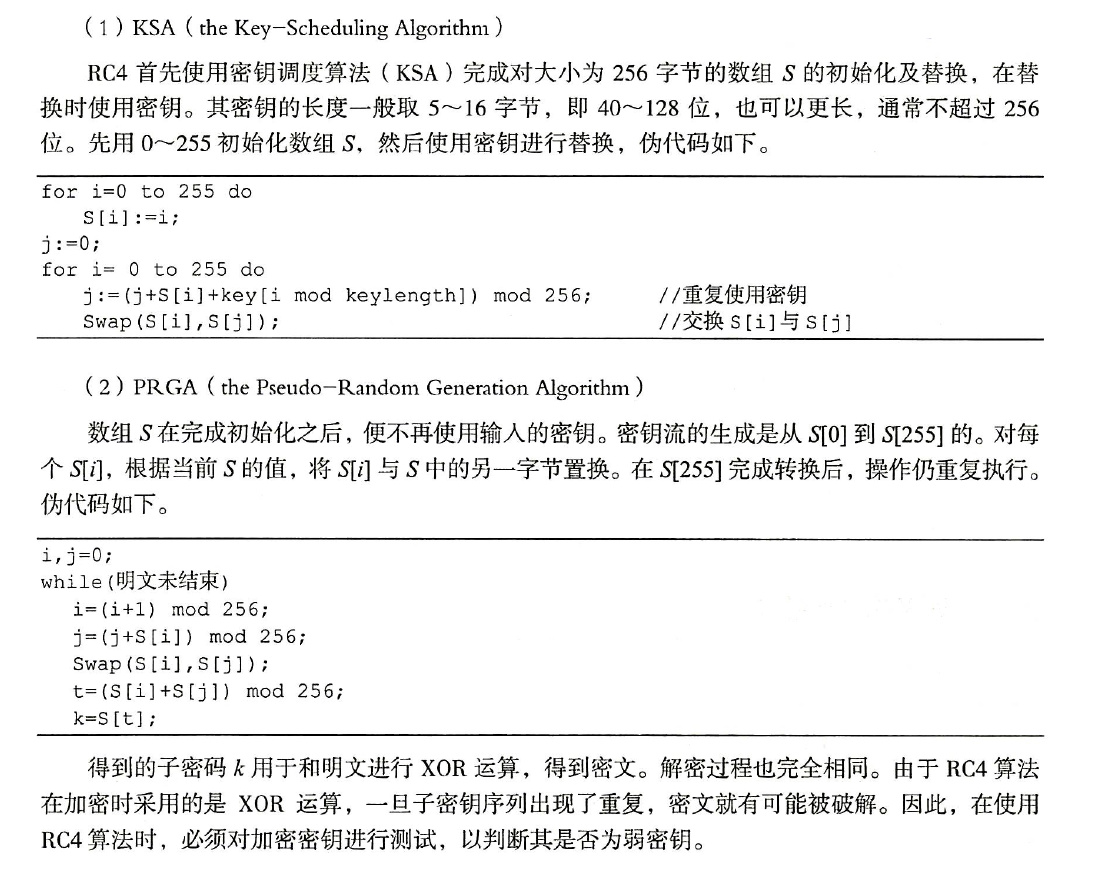 （1）KSA（the Key-Scheduling Algorithm）
RC4 首先使用密钥调度算法（KSA）完成对大小为 256 字节的数组 S 的初始化及替换，在替
换时使用密钥。其密钥的长度一般取 5～16 字节，即 40～128 位，也可以更长，通常不超过 256
位。先用 0～255 初始化数组 S，然后使用密钥进行替换，伪代码如下。
for i=0 to 255 do
S[i]:=i;
j:=0;
for i= 0 to 255 do
j:=(j+S[i]+key[i mod keylength]) mod 256; //重复使用密钥
Swap(S[i],S[j]); //交换 S[i]与 S[j]
（2）PRGA（the Pseudo-Random Generation Algorithm）
数组 S 在完成初始化之后，便不再使用输入的密钥。密钥流的生成是从 S[0] 到 S[255] 的。对每
个 S[i]，根据当前 S 的值，将 S[i] 与 S 中的另一字节置换。在 S[255] 完成转换后，操作仍重复执行。
伪代码如下。
i,j=0;
while(明文未结束)
i=(i+1) mod 256;
j=(j+S[i]) mod 256;
Swap(S[i],S[j]);
t=(S[i]+S[j]) mod 256;
k=S[t];
得到的子密码 k 用于和明文进行 XOR 运算，得到密文。解密过程也完全相同。由于 RC4 算法
在加密时采用的是 XOR 运算，一旦子密钥序列出现了重复，密文就有可能被破解。因此，在使用
RC4 算法时，必须对加密密钥进行测试，以判断其是否为弱密钥。